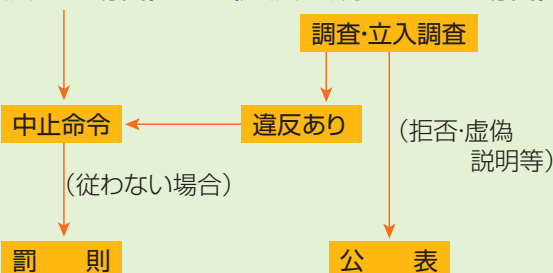 調査・立入調査
中止命令
違反あり
（拒否・虚偽
説明等）
（従わない場合）
罰　則
公　表